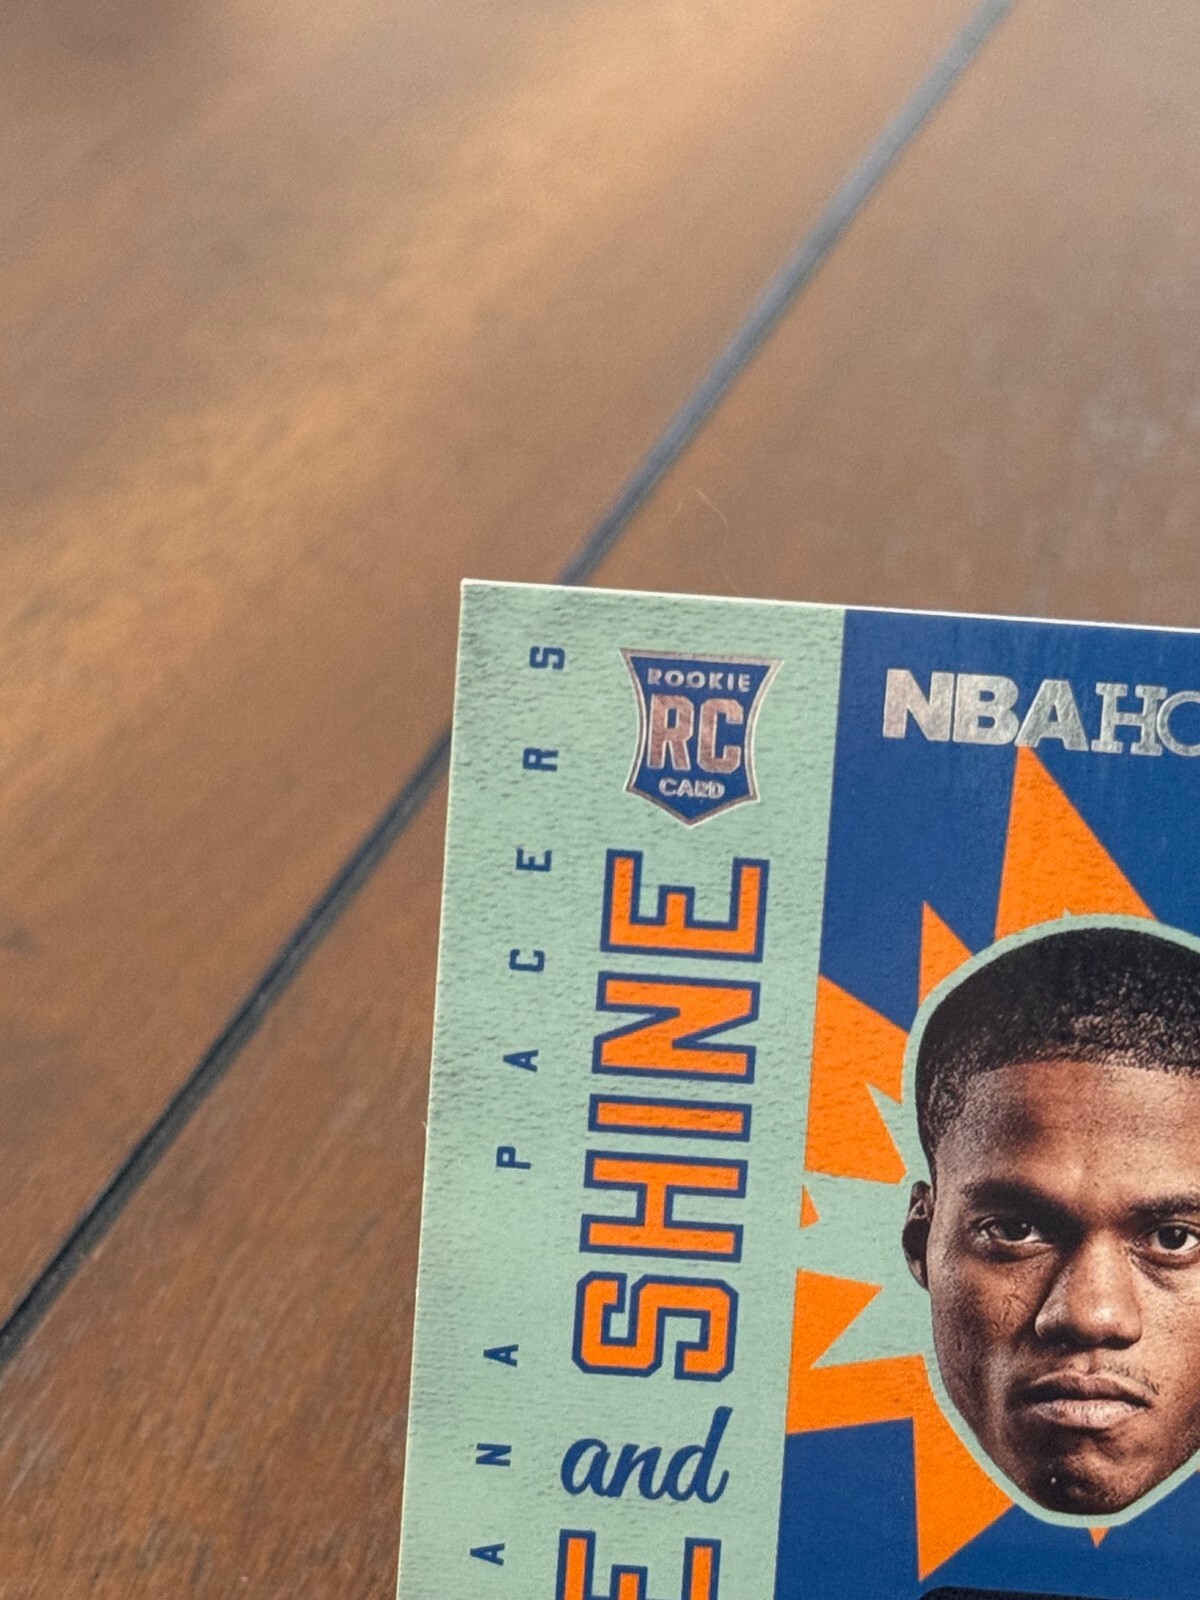 ROOKIE
RC
CARD
NBAHO
ANA PACERS
E and SHINE